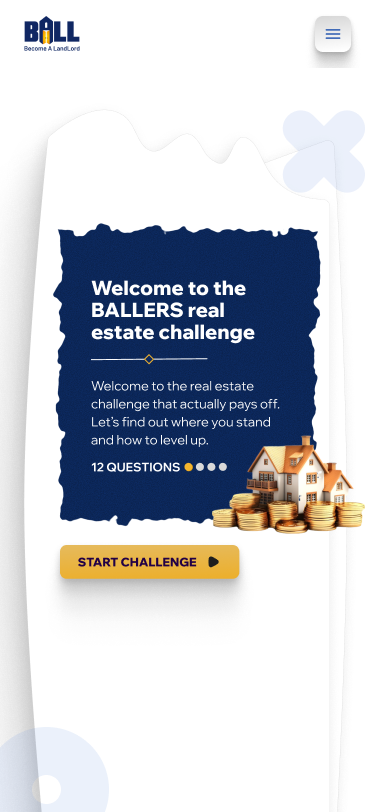 BALL
Become A LandLord
Welcome to the
BALLERS real
estate challenge
Welcome to the real estate
challenge that actually pays off.
Let's find out where you stand
and how to level up.
12 QUESTIONS
START CHALLENGE